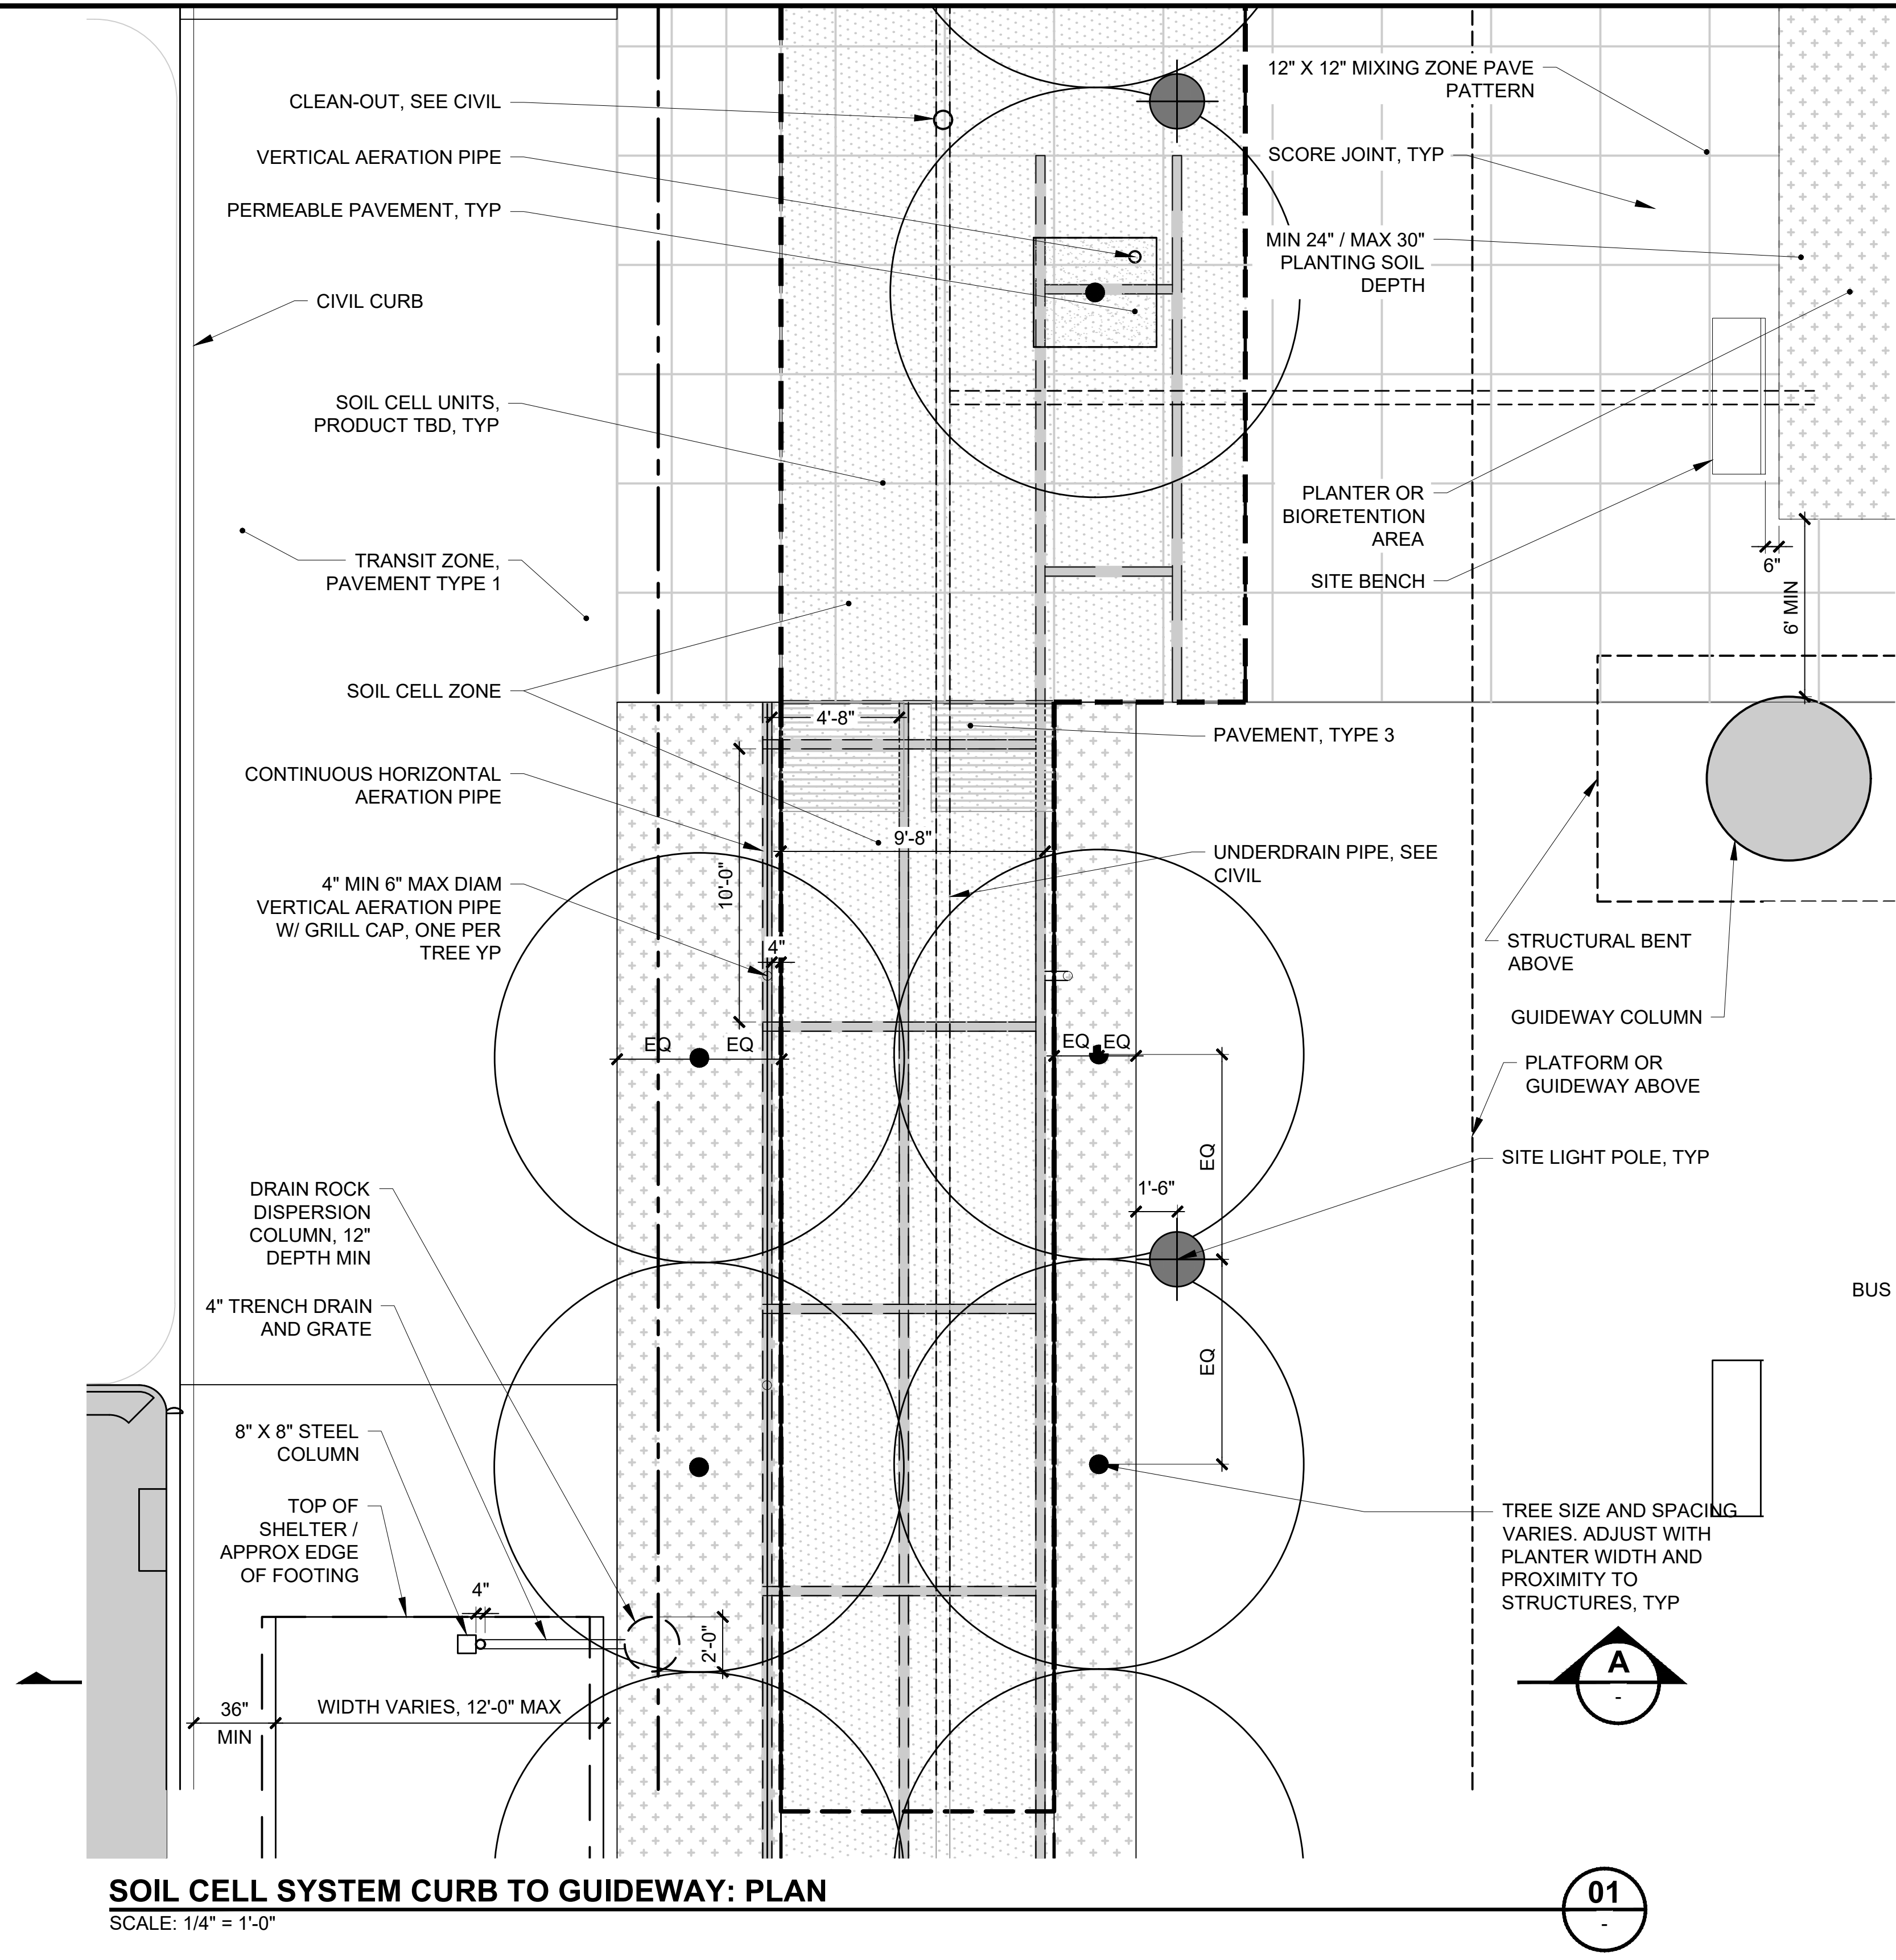 CLEAN-OUT, SEE CIVIL
VERTICAL AERATION PIPE
PERMEABLE PAVEMENT, TYP
CIVIL CURB
SOIL CELL UNITS,
PRODUCT TBD, TYP
TRANSIT ZONE,
PAVEMENT TYPE 1
SOIL CELL ZONE
CONTINUOUS HORIZONTAL
AERATION PIPE
4" MIN 6" MAX DIAM
VERTICAL AERATION PIPE
W/ GRILL CAP, ONE PER
TREE YP
DRAIN ROCK
DISPERSION
COLUMN, 12"
DEPTH MIN
4" TRENCH DRAIN
AND GRATE
8" X 8" STEEL
COLUMN
TOP OF
SHELTER /
APPROX EDGE
OF FOOTING
4"
2'-0"
36"
MIN
WIDTH VARIES, 12'-0" MAX
4'-8"
9'-8"
10'-0"
4"
EQ
EQ
EQ
EQ
EQ
1'-6"
EQ
12" X 12" MIXING ZONE PAVE
PATTERN
SCORE JOINT, TYP
MIN 24" / MAX 30"
PLANTING SOIL
DEPTH
PLANTER OR
BIORETENTION
AREA
SITE BENCH
6"
6' MIN
PAVEMENT, TYPE 3
UNDERDRAIN PIPE, SEE
CIVIL
STRUCTURAL BENT
ABOVE
GUIDEWAY COLUMN
PLATFORM OR
GUIDEWAY ABOVE
SITE LIGHT POLE, TYP
BUS
TREE SIZE AND SPACING
VARIES. ADJUST WITH
PLANTER WIDTH AND
PROXIMITY TO
STRUCTURES, TYP
A
-
SOIL CELL SYSTEM CURB TO GUIDEWAY: PLAN
SCALE: 1/4" = 1'-0"
01
-